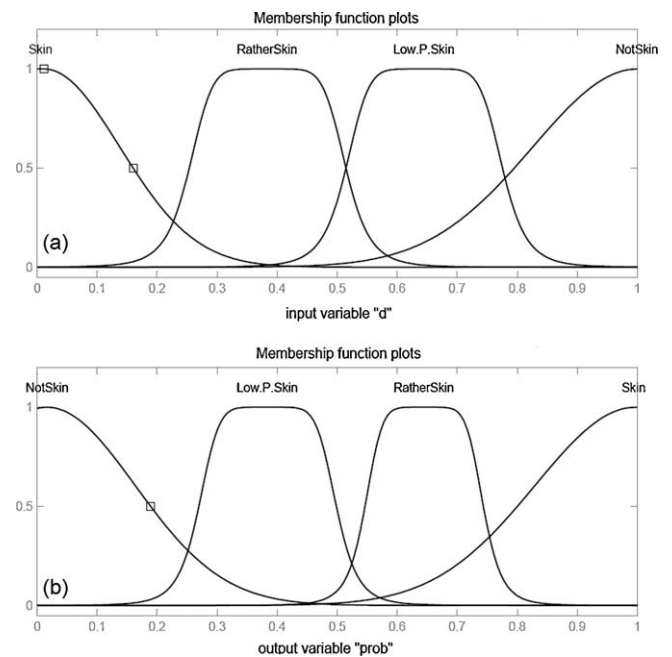 Membership function plots
Skin RatherSkin Low.P.Skin NotSkin
1
0.5
0
(a)
0 0.1 0.2 0.3 0.4 0.5 0.6 0.7 0.8 0.9 1
input variable "d"
Membership function plots
NotSkin Low.P.Skin RatherSkin Skin
1
0.5
0
(b)
0 0.1 0.2 0.3 0.4 0.5 0.6 0.7 0.8 0.9 1
output variable "prob"